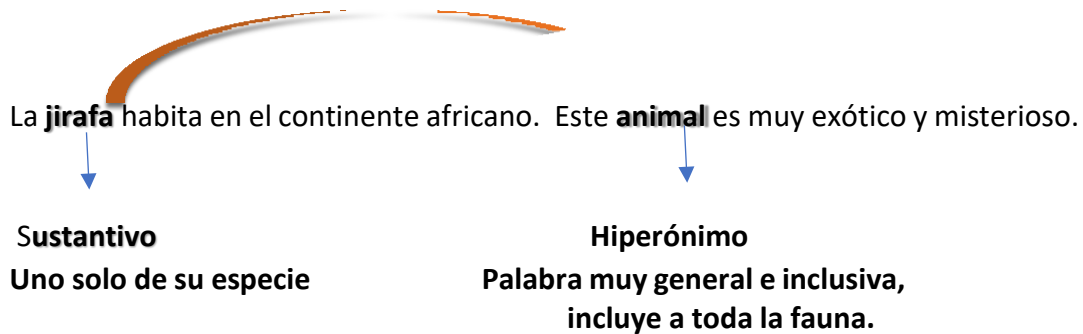 La jirafa habita en el continente africano. Este animal es muy exótico y misterioso.
Sustantivo Hiperónimo
Uno solo de su especie Palabra muy general e inclusiva,
incluye a toda la fauna.